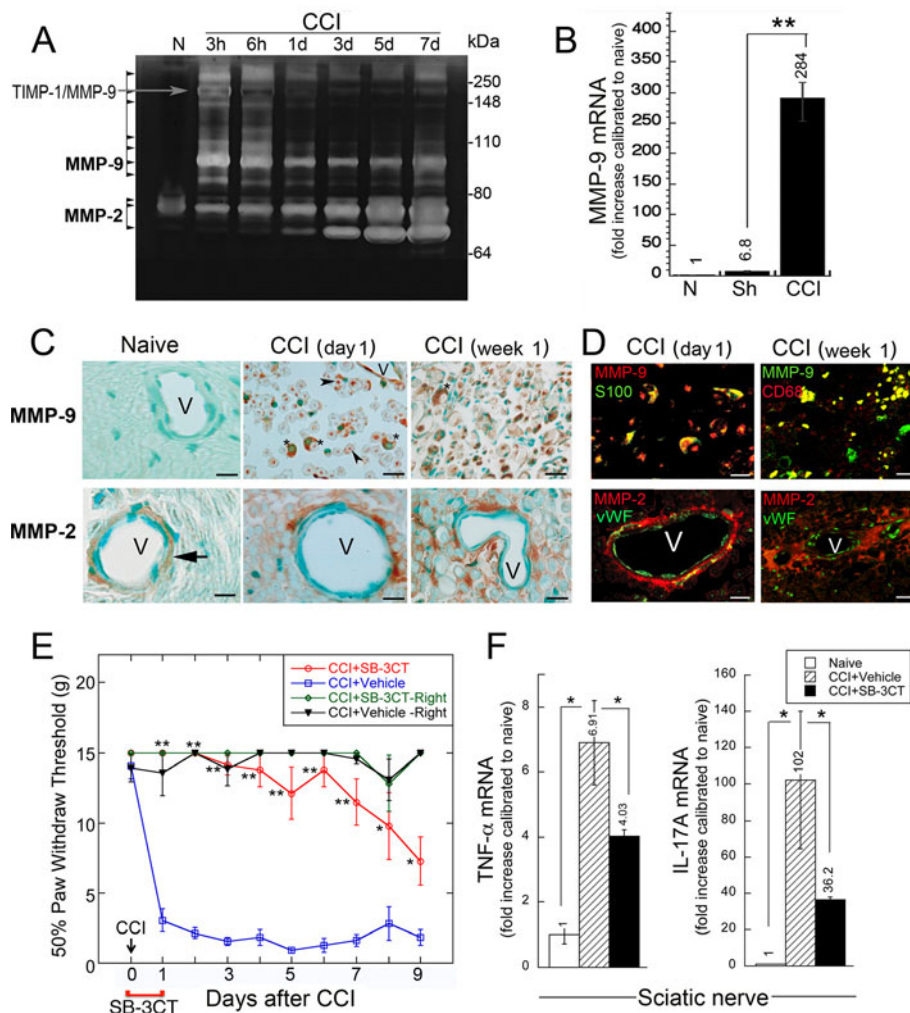 A
CCI
N 3h 6h 1d 3d 5d 7d kDa
TIMP-1/MMP-9
MMP-9
MMP-2
-250
-148
-110
-80
-64
B
**
MMP-9 mRNA
(fold increase calibrated to naive)
400
350
300
250
200
150
100
50
0
1
6.8
284
N Sh CCI
C
Naive CCI (day 1) CCI (week 1)
MMP-9
V
V
*
*
*
*
MMP-2
V
V
V
D
CCI (day 1) CCI (week 1)
MMP-9
S100
MMP-9
CD68
MMP-2
vWF
V
MMP-2
vWF
V
E
50% Paw Withdraw Threshold (g)
20
15
10
5
0
CCI+SB-3CT
CCI+Vehicle
CCI+SB-3CT-Right
CCI+Vehicle -Right
** ** ** ** ** ** ** * *
CCI
0 1 3 5 7 9
SB-3CT
Days after CCI
F
Naive
CCI+Vehicle
CCI+SB-3CT
TNF-α mRNA
(fold increase calibrated to naive)
8
6
4
2
0
* *
1
6.91
4.03
IL-17A mRNA
(fold increase calibrated to naive)
160
140
120
100
80
60
40
20
0
* *
1
102
36.2
Sciatic nerve